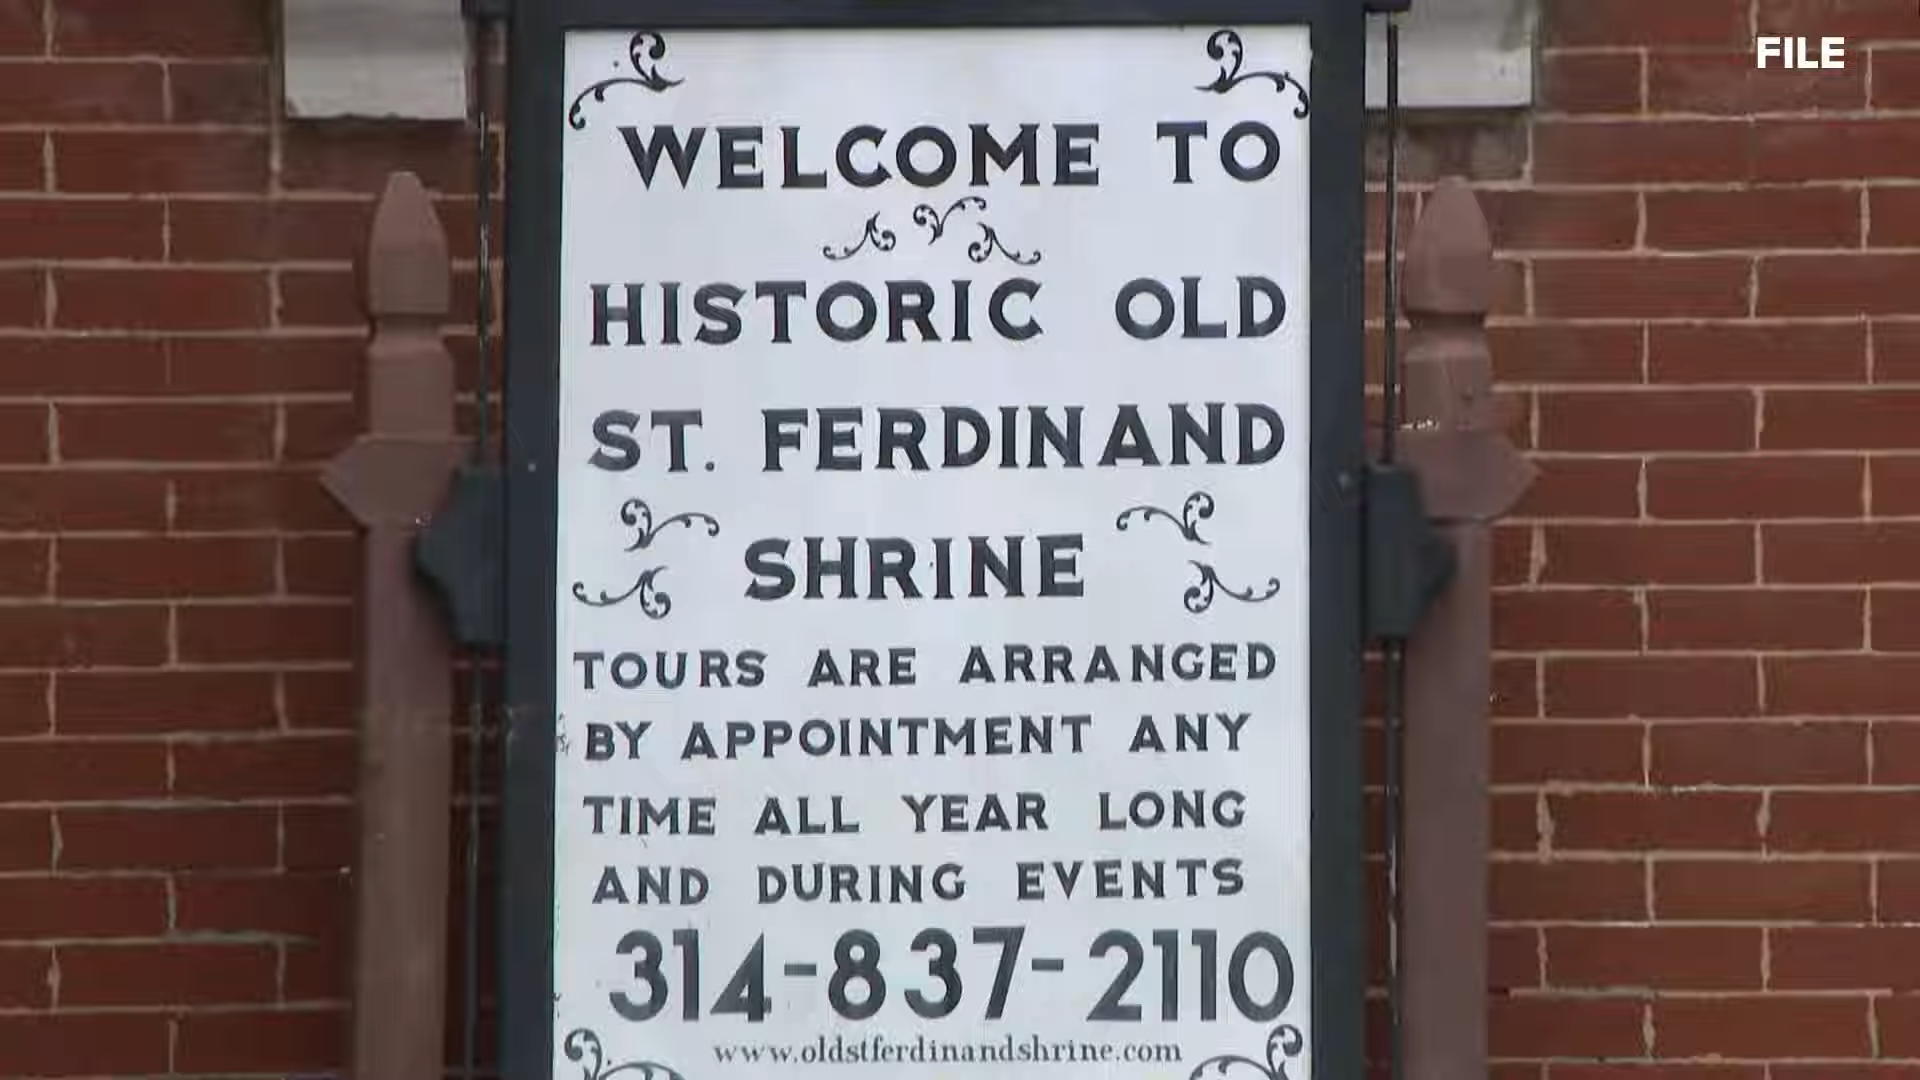 FILE
WELCOME TO
HISTORIC OLD
ST. FERDINAND
SHRINE
TOURS ARE ARRANGED
BY APPOINTMENT ANY
TIME ALL YEAR LONG
AND DURING EVENTS
314-837-2110
www.oldstferdinandshrine.com